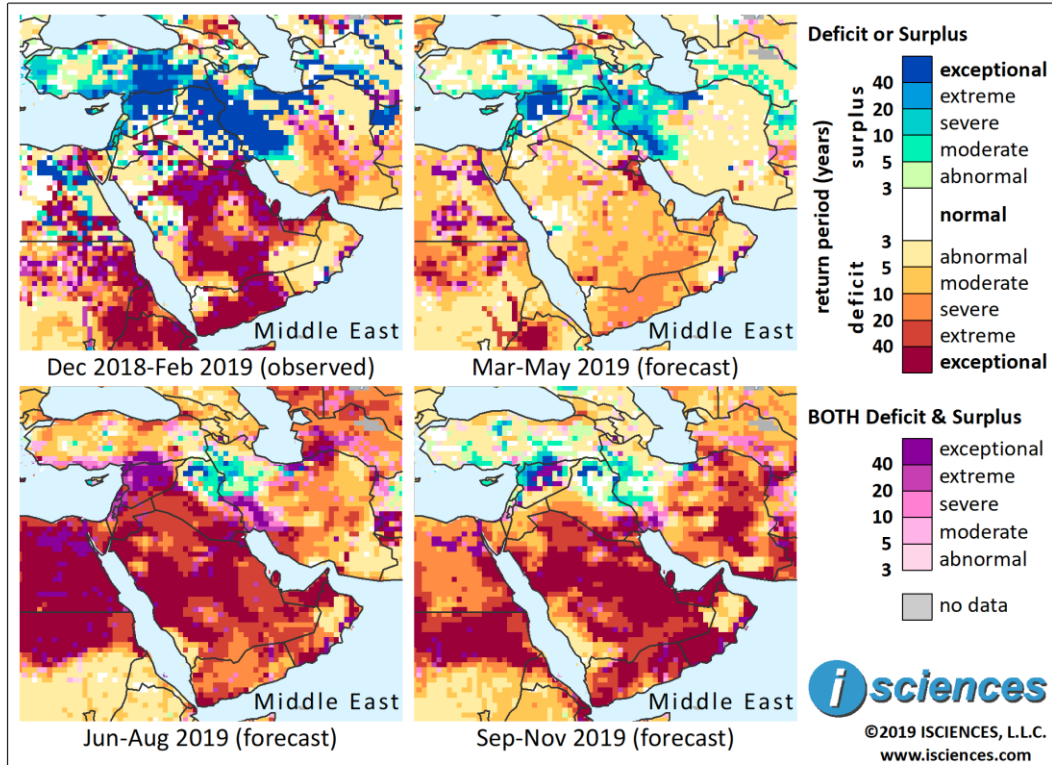 Middle East
Dec 2018-Feb 2019 (observed)
Middle East
Mar-May 2019 (forecast)
Middle East
Jun-Aug 2019 (forecast)
Middle East
Sep-Nov 2019 (forecast)
Deficit or Surplus
return period (years)
surplus
deficit
exceptional
40
extreme
20
severe
10
moderate
5
abnormal
3
normal
3
abnormal
5
moderate
10
severe
20
extreme
40
exceptional
BOTH Deficit & Surplus
exceptional
40
extreme
20
severe
10
moderate
5
abnormal
3
no data
i sciences
©2019 ISCIENCES, L.L.C.
www.isciences.com